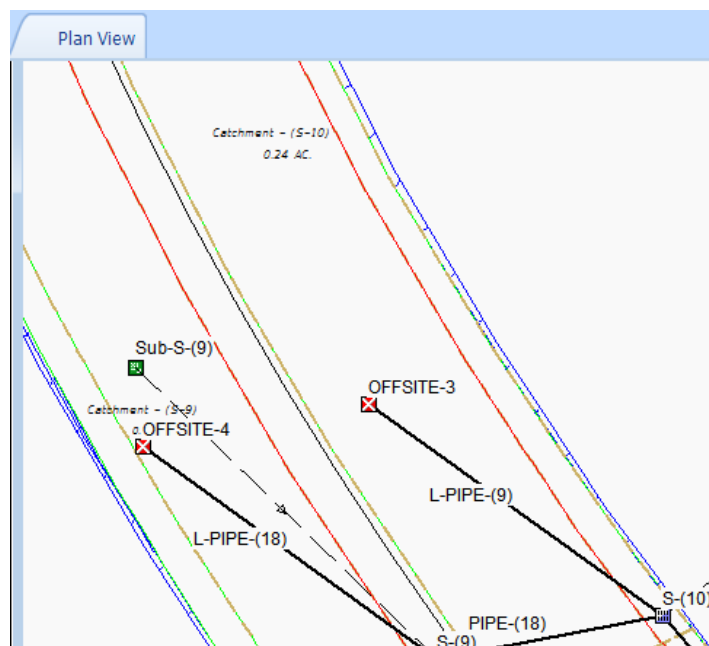 Plan View
Catchment - (S-10)
0.24 AC.
Sub-S-(9)
OFFSITE-3
Catchment - (S-9)
0.
OFFSITE-4
L-PIPE-(9)
L-PIPE-(18)
S-(10)
PIPE-(18)
S-(9)